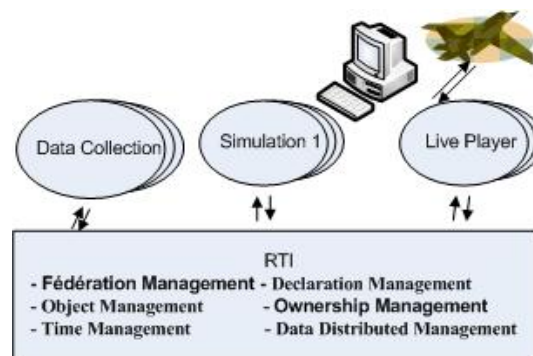 Data Collection
Simulation 1
Live Player
RTI
- Fédération Management - Declaration Management
- Object Management - Ownership Management
- Time Management - Data Distributed Management